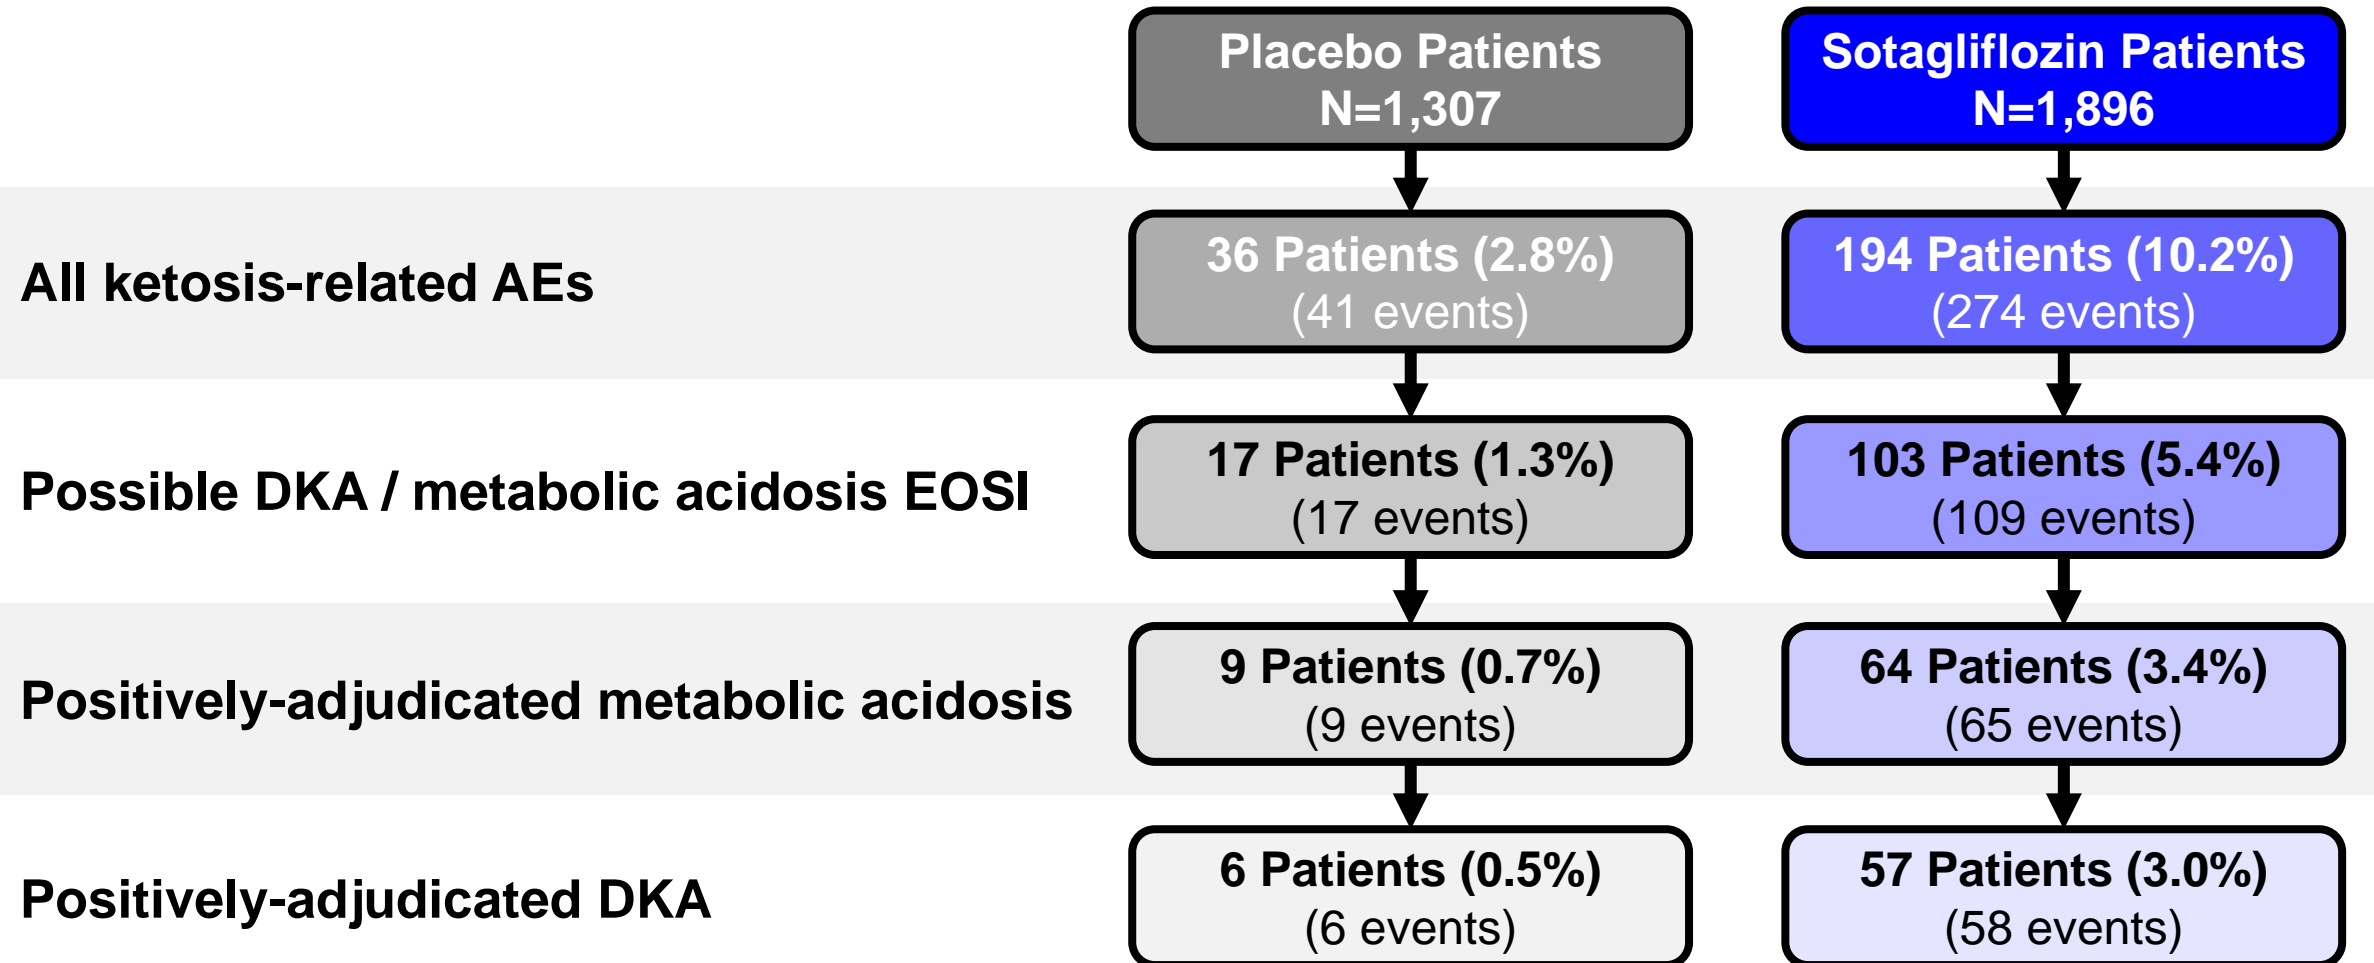 Placebo Patients
N=1,307
Sotagliflozin Patients
N=1,896
All ketosis-related AEs
36 Patients (2.8%)
(41 events)
194 Patients (10.2%)
(274 events)
Possible DKA / metabolic acidosis EOSI
17 Patients (1.3%)
(17 events)
103 Patients (5.4%)
(109 events)
Positively-adjudicated metabolic acidosis
9 Patients (0.7%)
(9 events)
64 Patients (3.4%)
(65 events)
Positively-adjudicated DKA
6 Patients (0.5%)
(6 events)
57 Patients (3.0%)
(58 events)